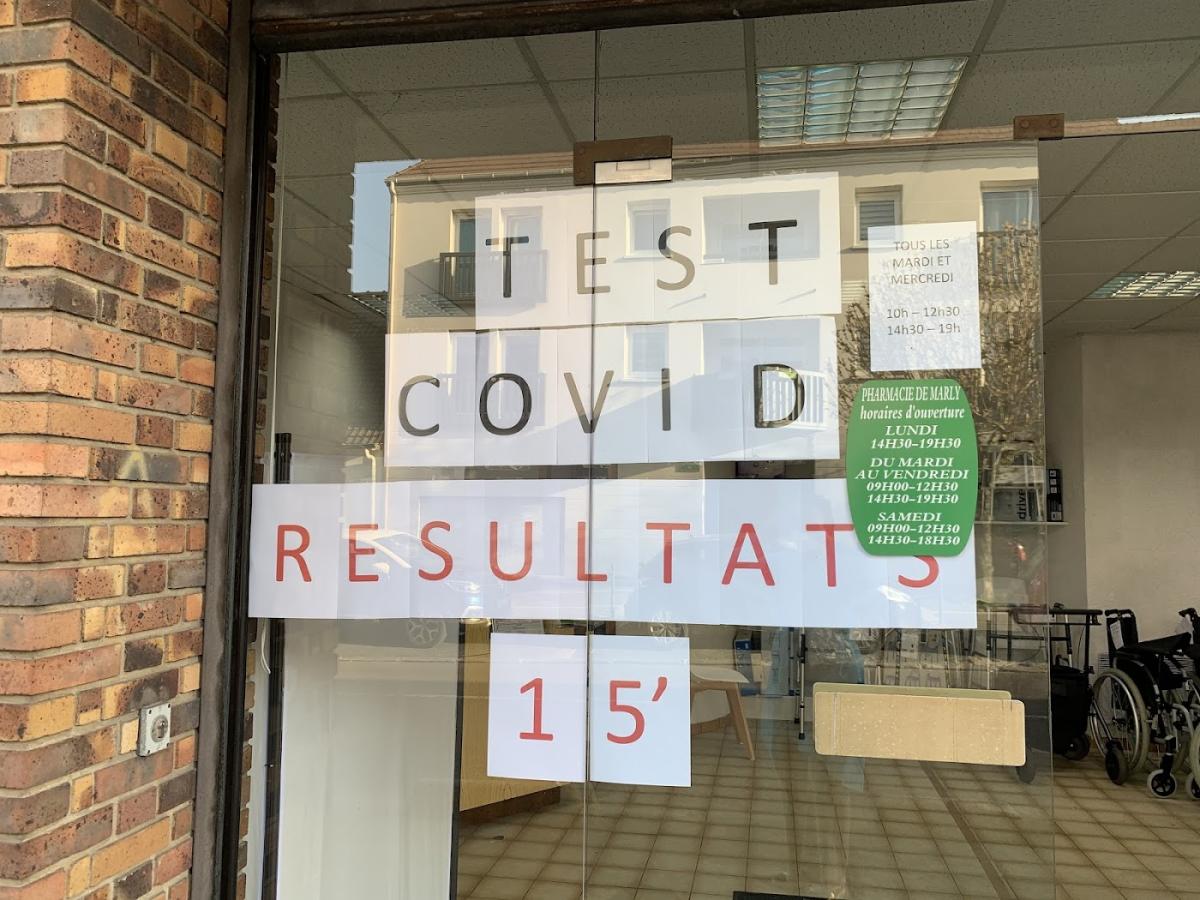 TEST
COVID
RESULTATS
15’
TOUS LES
MARDI ET
MERCREDI
10h – 12h30
14h30 – 19h
PHARMACIE DE MARLY
horaires d'ouverture
LUNDI
14H30-19H30
DU MARDI
AU VENDREDI
09H00-12H30
14H30-19H30
SAMEDI
09H00-12H30
14H30-18H30
drive